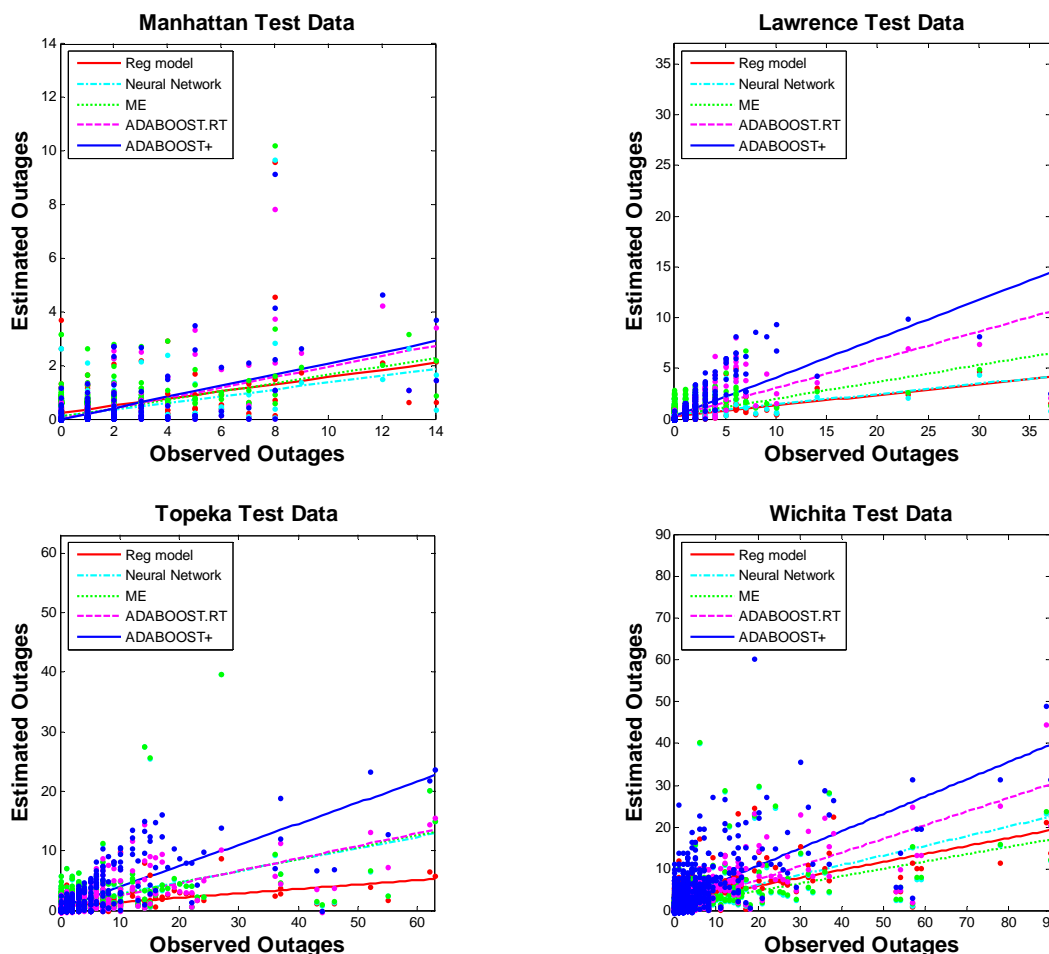 Manhattan Test Data
14
12
10
8
6
4
2
0
Reg model
Neural Network
ME
ADABOOST.RT
ADABOOST+
Estimated Outages
0 2 4 6 8 10 12 14
Observed Outages
Lawrence Test Data
35
30
25
20
15
10
5
0
Reg model
Neural Network
ME
ADABOOST.RT
ADABOOST+
Estimated Outages
0 5 10 15 20 25 30 35
Observed Outages
Topeka Test Data
60
50
40
30
20
10
0
Reg model
Neural Network
ME
ADABOOST.RT
ADABOOST+
Estimated Outages
0 10 20 30 40 50 60
Observed Outages
Wichita Test Data
90
80
70
60
50
40
30
20
10
0
Reg model
Neural Network
ME
ADABOOST.RT
ADABOOST+
Estimated Outages
0 10 20 30 40 50 60 70 80
Observed Outages